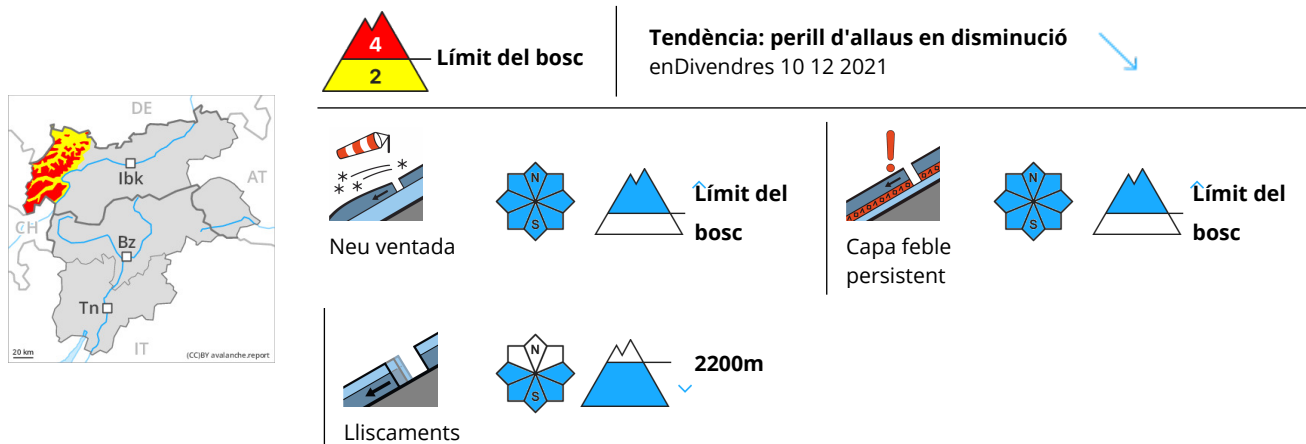 4
2
Límit del bosc
Tendència: perill d'allaus en disminució
enDivendres 10 12 2021
DE
AT
CH
IT
Ibk
Bz
Tn
20 km
(CC)BY avalanche.report
N
S
Límit del
bosc
Neu ventada
N
S
Límit del
bosc
Capa feble
persistent
N
S
2200m
Lliscaments